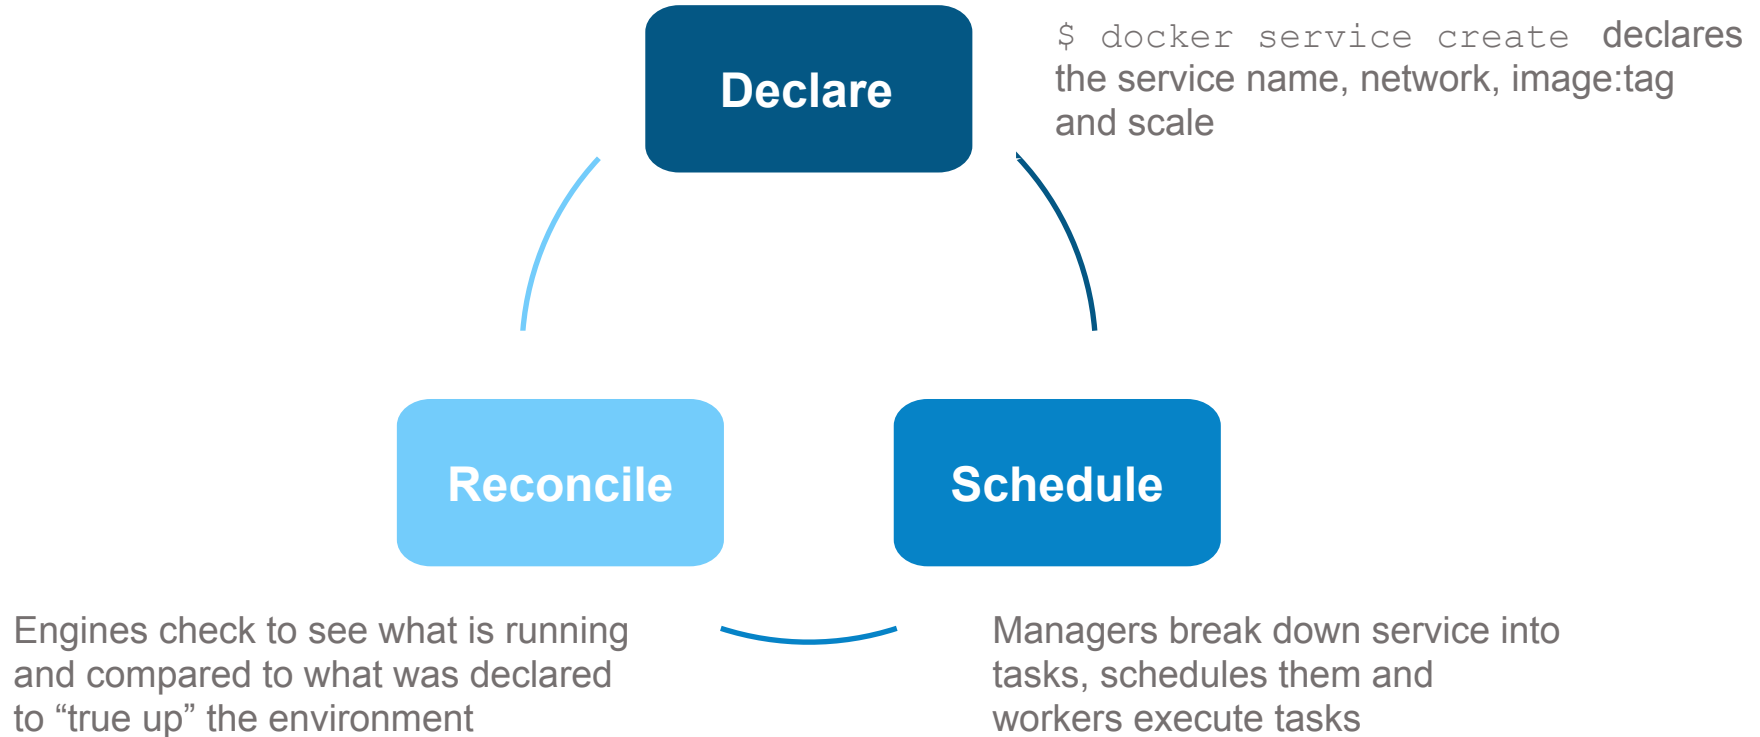 Declare
$ docker service create declares
the service name, network, image:tag
and scale
Reconcile
Schedule
Engines check to see what is running
and compared to what was declared
to “true up” the environment
Managers break down service into
tasks, schedules them and
workers execute tasks